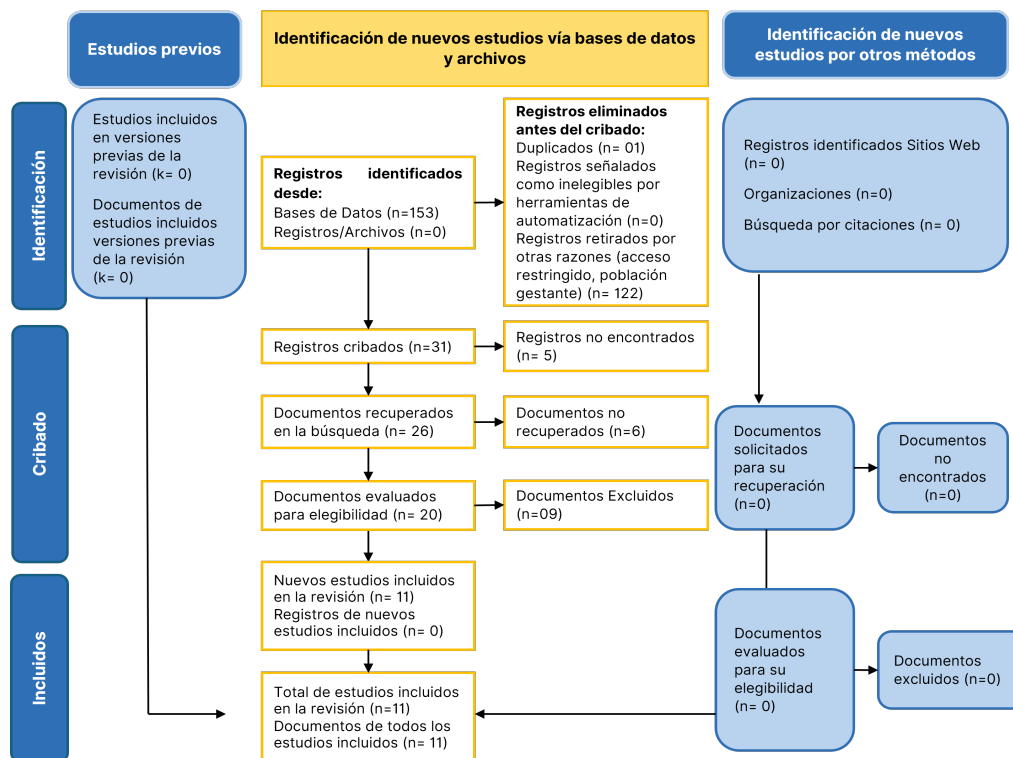 Estudios previos
Identificación de nuevos estudios vía bases de datos
y archivos
Identificación de nuevos
estudios por otros métodos
Identificación
Estudios incluidos
en versiones
previas de la
revisión (k= 0)
Documentos de
estudios incluidos
versiones previas
de la revisión
(k= 0)
Registros identificados
desde:
Bases de Datos (n=153)
Registros/Archivos (n=0)
Registros eliminados
antes del cribado:
Duplicados (n= 01)
Registros señalados
como inelegibles por
herramientas de
automatización (n=0)
Registros retirados por
otras razones (acceso
restringido, población
gestante) (n= 122)
Registros identificados Sitios Web
(n= 0)
Organizaciones (n=0)
Búsqueda por citaciones (n= 0)
Cribado
Registros cribados (n=31)
Registros no encontrados
(n= 5)
Documentos recuperados
en la búsqueda (n= 26)
Documentos no
recuperados (n=6)
Documentos evaluados
para elegibilidad (n= 20)
Documentos Excluidos
(n=09)
Documentos
solicitados
para su
recuperación
(n=0)
Documentos
no
encontrados
(n=0)
Incluidos
Nuevos estudios incluidos
en la revisión (n= 11)
Registros de nuevos
estudios incluidos (n= 0)
Total de estudios incluidos
en la revisión (n=11)
Documentos de todos los
estudios incluidos (n= 11)
Documentos
evaluados
para su
elegibilidad
(n= 0)
Documentos
excluidos (n=0)